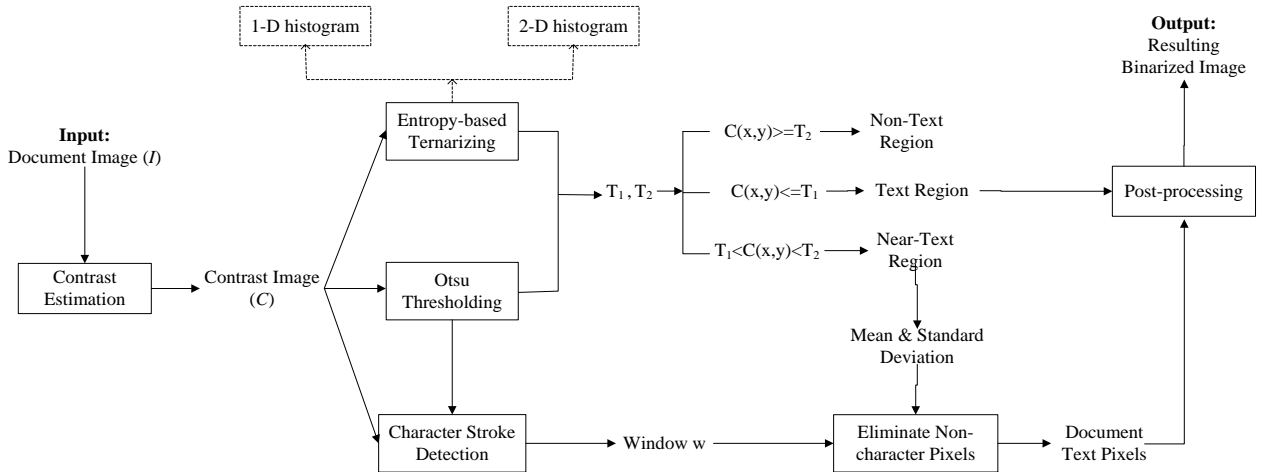 1-D histogram
2-D histogram
Output:
Resulting
Binarized Image
Input:
Document Image (I)
Entropy-based
Ternarizing
C(x,y)>=T₂
Non-Text
Region
T₁ , T₂
C(x,y)<=T₁
Text Region
Post-processing
T₁<C(x,y)<T₂
Near-Text
Region
Contrast
Estimation
Contrast Image
(C)
Otsu
Thresholding
Mean & Standard
Deviation
Character Stroke
Detection
Window w
Eliminate Non-
character Pixels
Document
Text Pixels